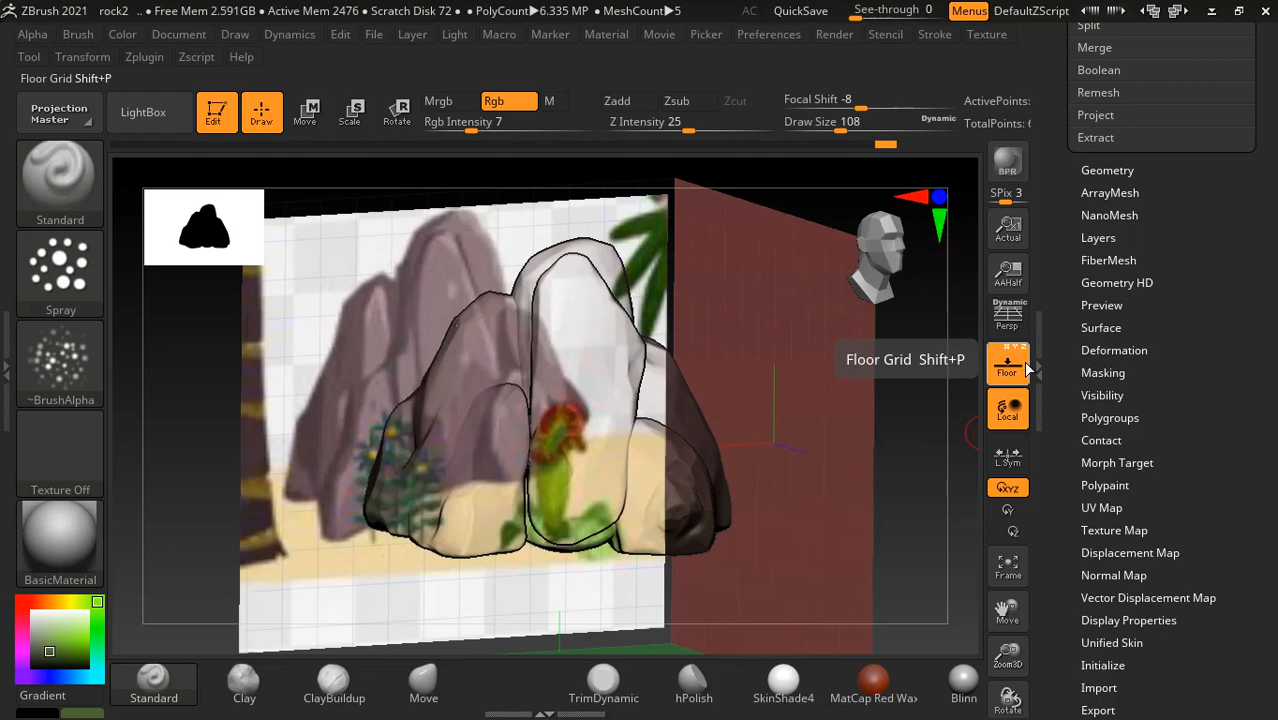 ZBrush 2021 rock2 • Free Mem 2.591GB • Active Mem 2476 • Scratch Disk 72 • PolyCount▸6.335 MP • MeshCount▸5 AC QuickSave See-through 0 Menus DefaultZScript
Alpha Brush Color Document Draw Dynamics Edit File Layer Light Macro Marker Material Movie Picker Preferences Render Stencil Stroke Texture
Tool Transform Zplugin Zscript Help
Floor Grid Shift+P
Projection Master
LightBox
Edit
Draw
Move
Scale
Rotate
Mrgb Rgb M
Rgb Intensity 7
Zadd Zsub Zcut
Z Intensity 25
Focal Shift -8
Draw Size 108
Dynamic
ActivePoints:
TotalPoints: 6
Standard
Spray
~BrushAlpha
Texture Off
BasicMaterial
Gradient
Floor Grid Shift+P
BPR
SPix 3
Actual
AAHalf
Dynamic
Persp
X Y Z
Floor
Local
L.Sym
XYZ
Y
Z
Frame
Move
Zoom3D
Rotate
Split
Merge
Boolean
Remesh
Project
Extract
Geometry
ArrayMesh
NanoMesh
Layers
FiberMesh
Geometry HD
Preview
Surface
Deformation
Masking
Visibility
Polygroups
Contact
Morph Target
Polypaint
UV Map
Texture Map
Displacement Map
Normal Map
Vector Displacement Map
Display Properties
Unified Skin
Initialize
Import
Export
Standard Clay ClayBuildup Move TrimDynamic hPolish SkinShade4 MatCap Red Wax Blinn